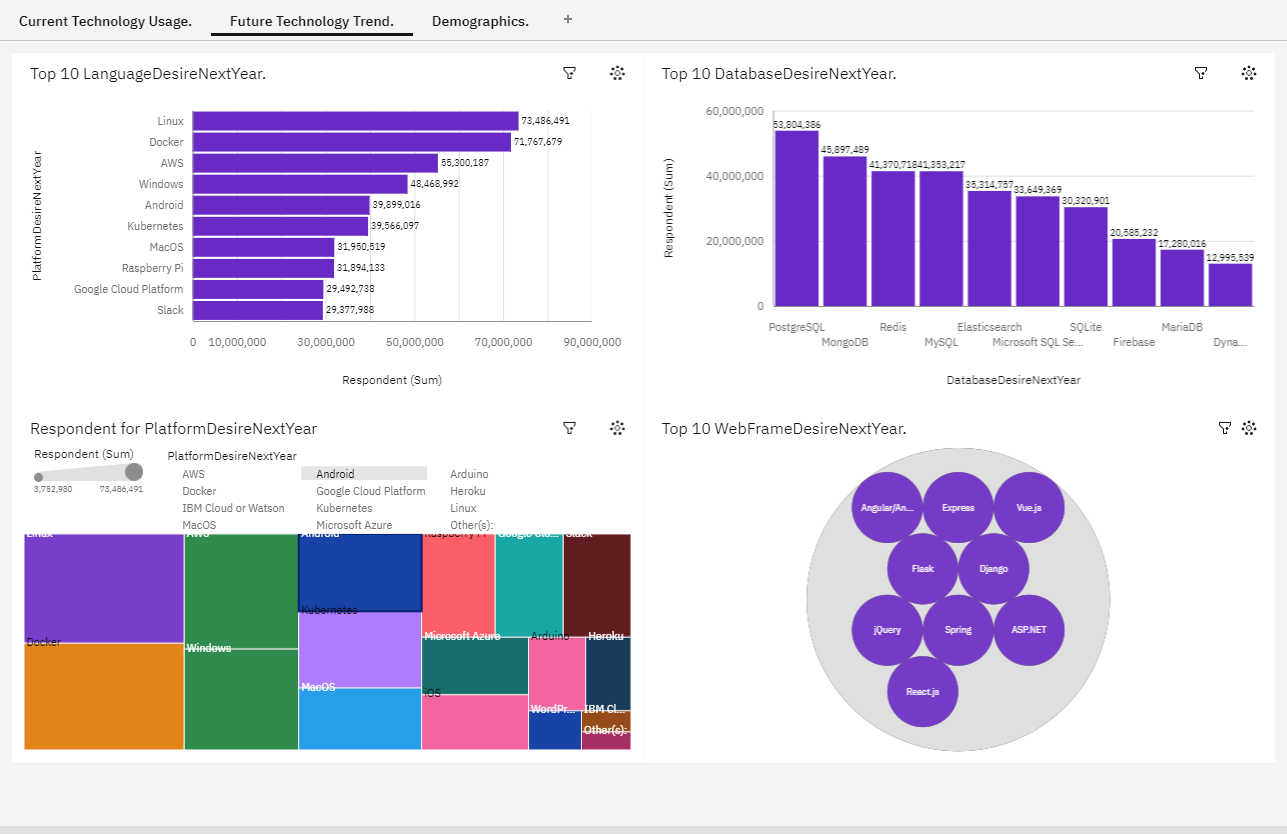 Current Technology Usage. Future Technology Trend. Demographics. +
Top 10 LanguageDesireNextYear.
PlatformDesireNextYear
Linux 73,486,491
Docker 71,767,679
AWS 55,300,187
Windows 48,468,992
Android 39,899,016
Kubernetes 39,566,097
MacOS 31,950,519
Raspberry Pi 31,894,133
Google Cloud Platform 29,492,738
Slack 29,377,988
0 10,000,000 30,000,000 50,000,000 70,000,000 90,000,000
Respondent (Sum)
Top 10 DatabaseDesireNextYear.
Respondent (Sum)
60,000,000
40,000,000
20,000,000
0
53,804,386
45,897,489
41,370,718
41,353,217
35,314,757
33,649,369
30,320,901
20,585,232
17,280,016
12,995,539
PostgreSQL Redis Elasticsearch SQLite MariaDB
MongoDB MySQL Microsoft SQL Se... Firebase Dyna...
DatabaseDesireNextYear
Respondent for PlatformDesireNextYear
Respondent (Sum)
3,752,980 73,486,491
PlatformDesireNextYear
AWS Android Arduino
Docker Google Cloud Platform Heroku
IBM Cloud or Watson Kubernetes Linux
MacOS Microsoft Azure Other(s):
Linux AWS Android Raspberry Pi Google Clo... Slack
Kubernetes
Docker Windows Microsoft Azure Arduino Heroku
MacOS iOS WordPr... IBM Cl...
Other(s):
Top 10 WebFrameDesireNextYear.
Angular/An... Express Vue.js
Flask Django
jQuery Spring ASP.NET
React.js